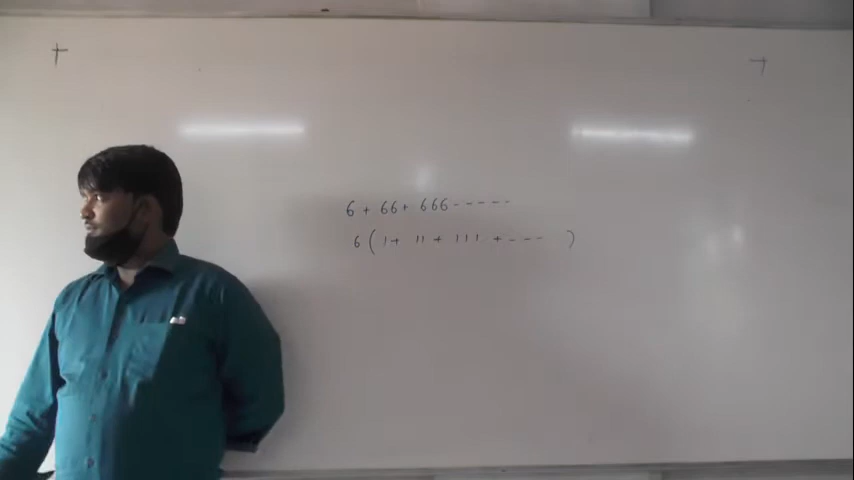 6 + 66 + 666 - - - - -
6 ( 1 + 11 + 111 + - - - )